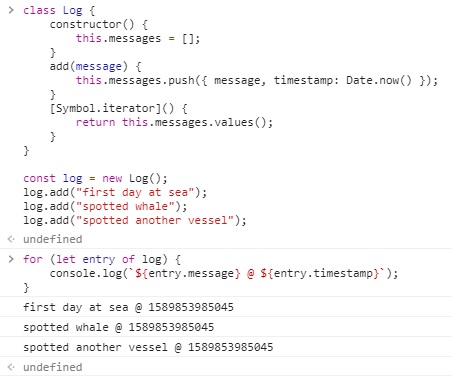 > class Log {
    constructor() {
        this.messages = [];
    }
    add(message) {
        this.messages.push({ message, timestamp: Date.now() });
    }
    [Symbol.iterator]() {
        return this.messages.values();
    }
}

const log = new Log();
log.add("first day at sea");
log.add("spotted whale");
log.add("spotted another vessel");
<· undefined
> for (let entry of log) {
    console.log(`${entry.message} @ ${entry.timestamp}`);
}
first day at sea @ 1589853985045
spotted whale @ 1589853985045
spotted another vessel @ 1589853985045
<· undefined